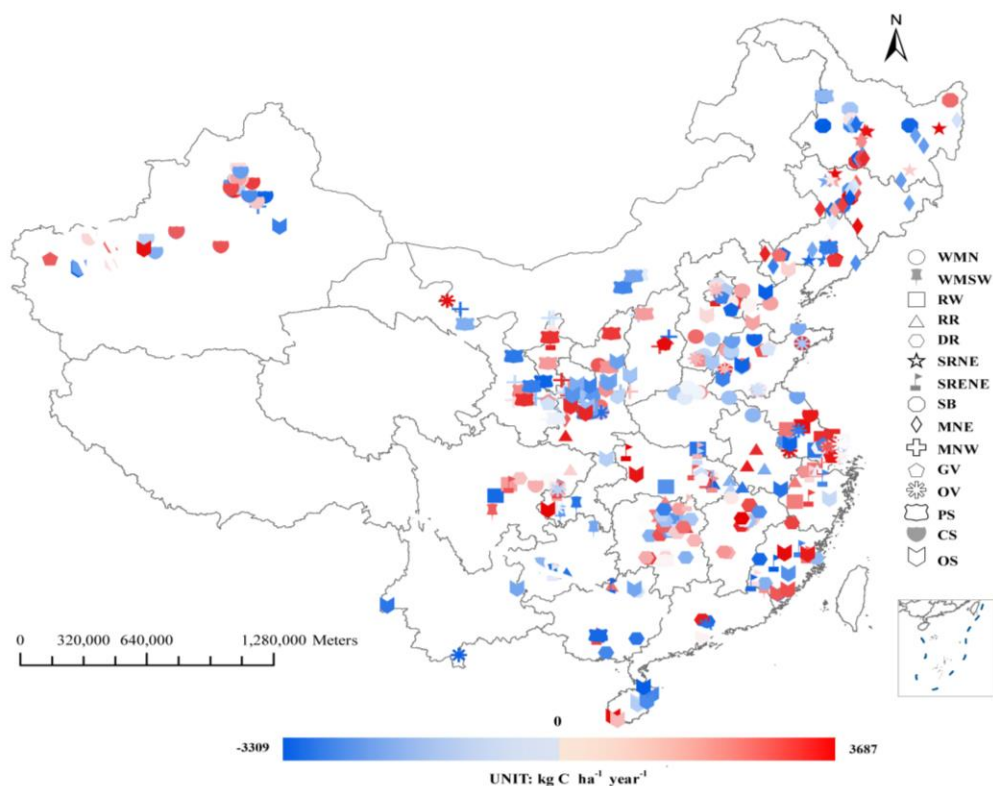 N
WMN
WMSW
RW
RR
DR
SRNE
SRENE
SB
MNE
MNW
GV
OV
PS
CS
OS
0 320,000 640,000 1,280,000 Meters
0
-3309 3687
UNIT: kg C ha⁻¹ year⁻¹